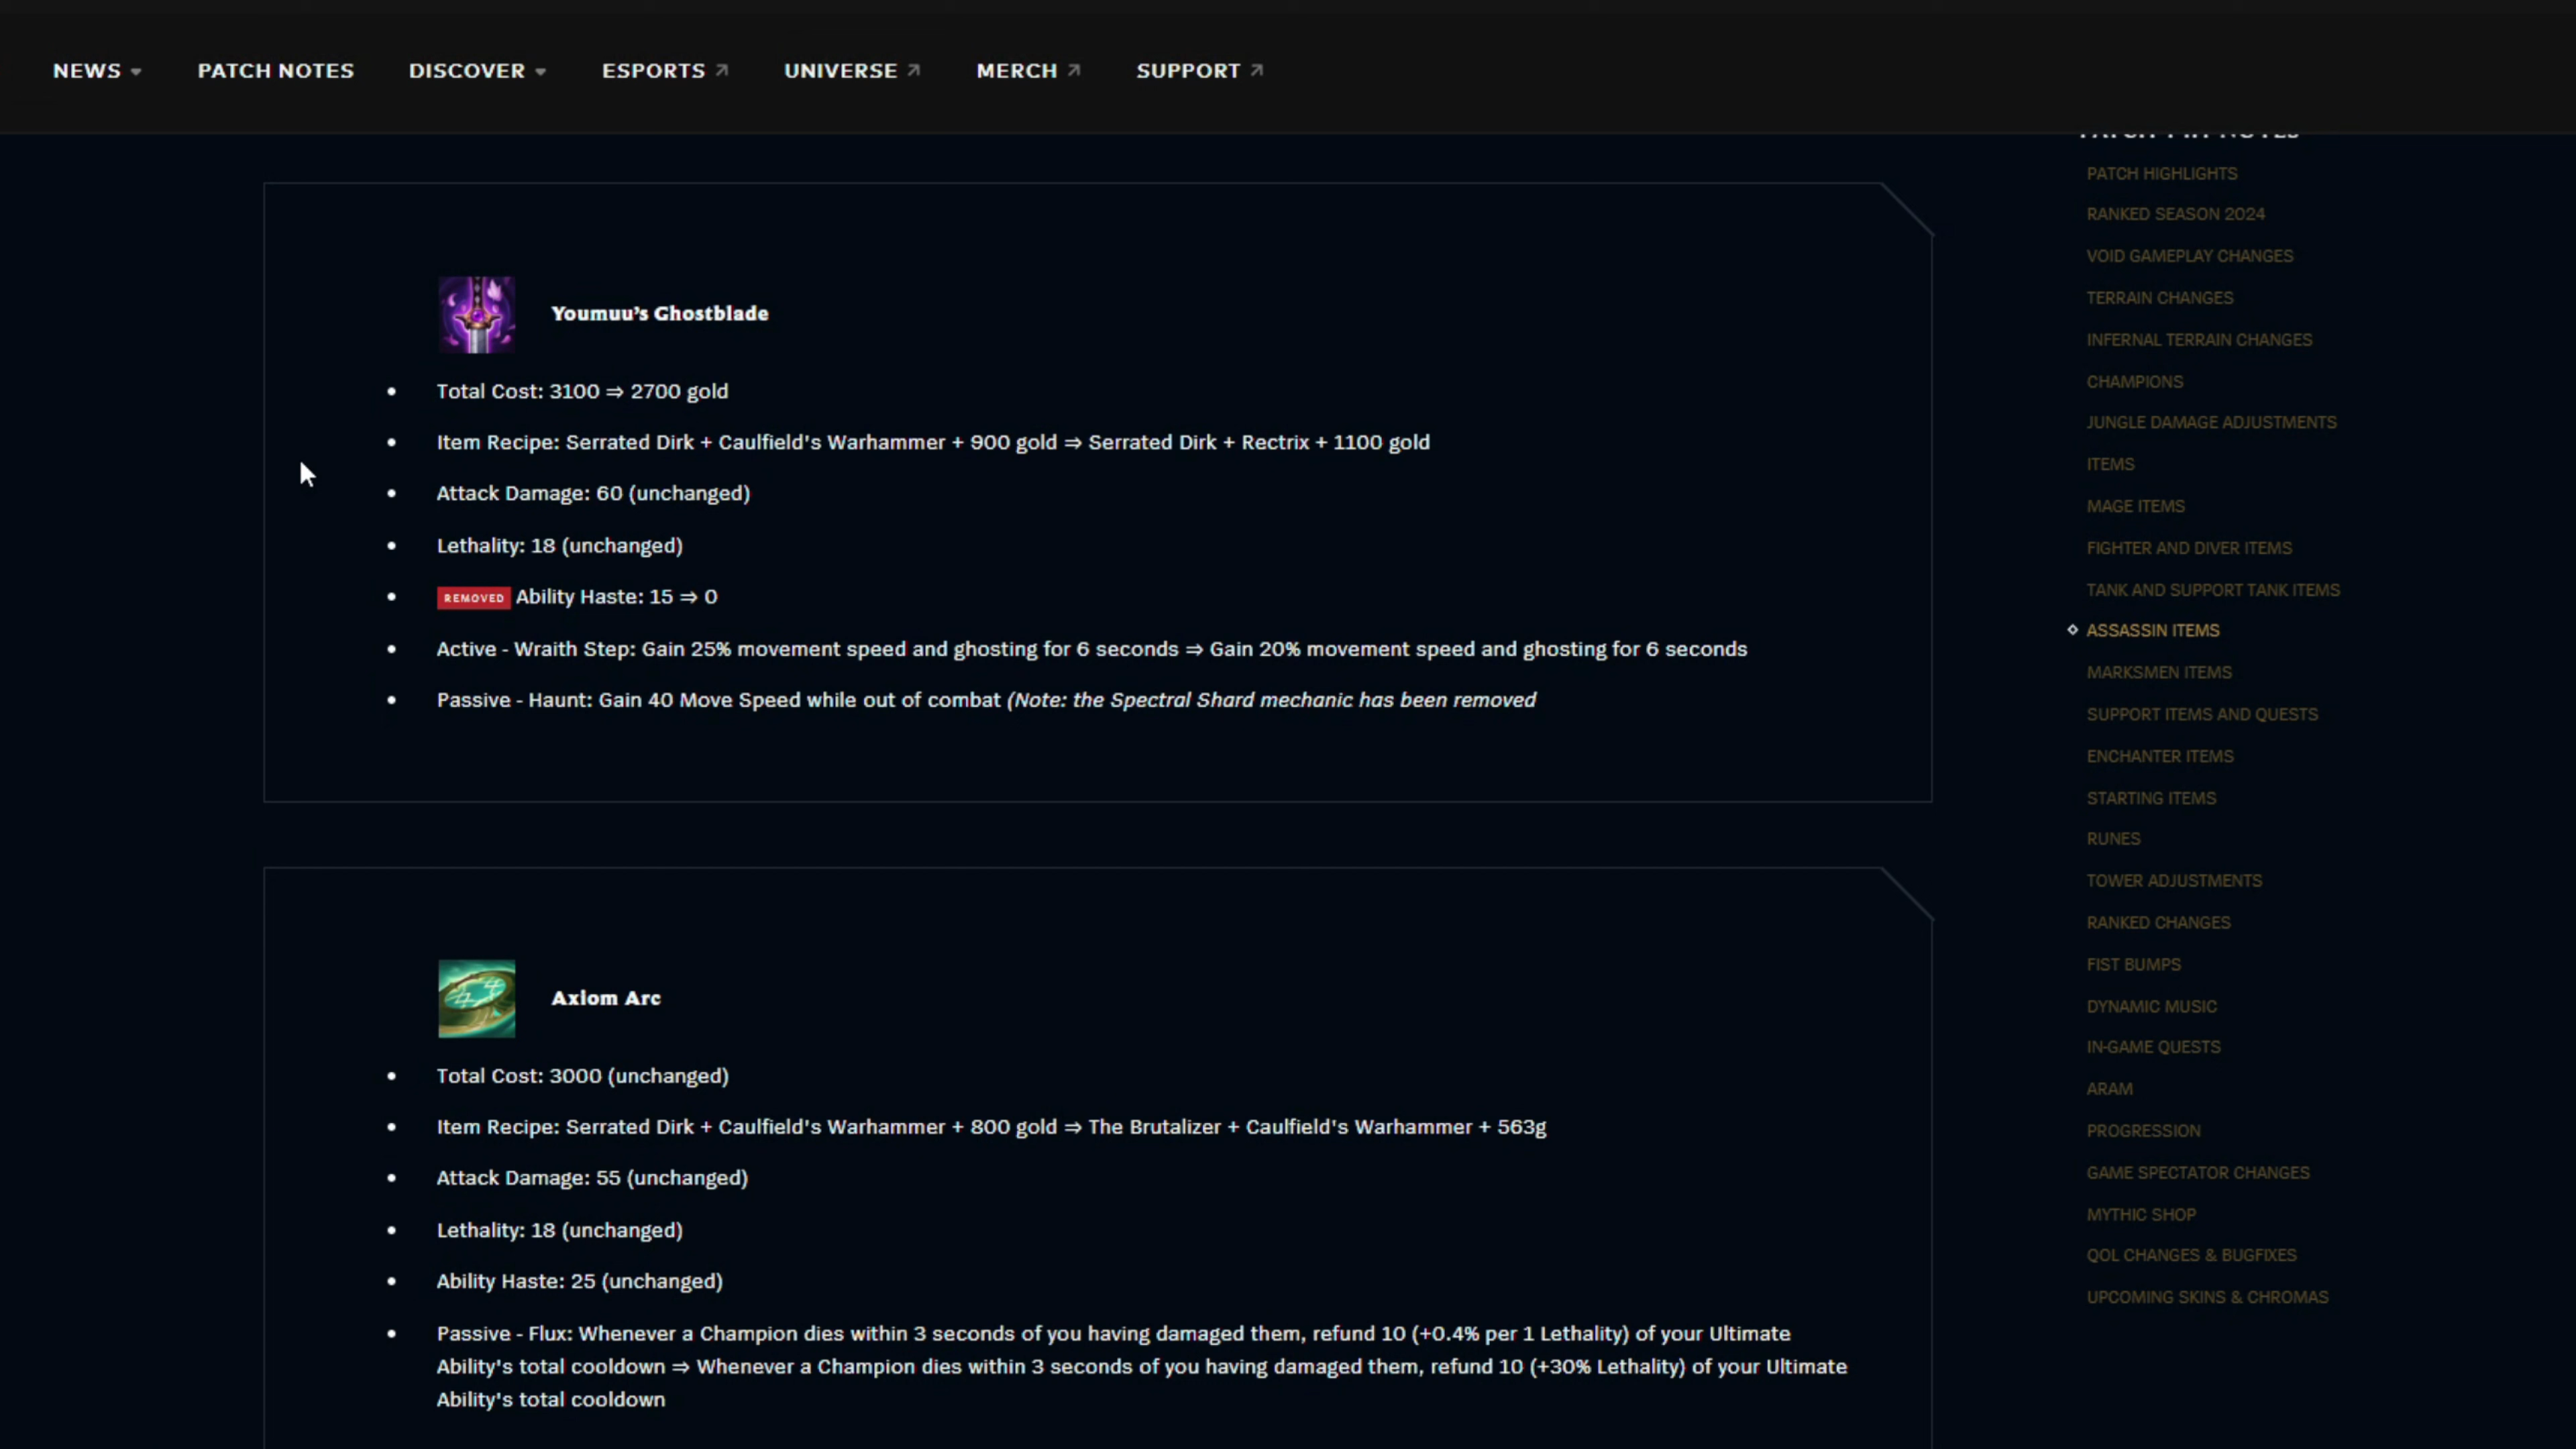 NEWS
PATCH NOTES
DISCOVER
ESPORTS
UNIVERSE
MERCH
SUPPORT
Youmuu's Ghostblade
• Total Cost: 3100 ⇒ 2700 gold
• Item Recipe: Serrated Dirk + Caulfield's Warhammer + 900 gold ⇒ Serrated Dirk + Rectrix + 1100 gold
• Attack Damage: 60 (unchanged)
• Lethality: 18 (unchanged)
• REMOVED Ability Haste: 15 ⇒ 0
• Active - Wraith Step: Gain 25% movement speed and ghosting for 6 seconds ⇒ Gain 20% movement speed and ghosting for 6 seconds
• Passive - Haunt: Gain 40 Move Speed while out of combat (Note: the Spectral Shard mechanic has been removed
Axiom Arc
• Total Cost: 3000 (unchanged)
• Item Recipe: Serrated Dirk + Caulfield's Warhammer + 800 gold ⇒ The Brutalizer + Caulfield's Warhammer + 563g
• Attack Damage: 55 (unchanged)
• Lethality: 18 (unchanged)
• Ability Haste: 25 (unchanged)
• Passive - Flux: Whenever a Champion dies within 3 seconds of you having damaged them, refund 10 (+0.4% per 1 Lethality) of your Ultimate
Ability's total cooldown ⇒ Whenever a Champion dies within 3 seconds of you having damaged them, refund 10 (+30% Lethality) of your Ultimate
Ability's total cooldown
PATCH HIGHLIGHTS
RANKED SEASON 2024
VOID GAMEPLAY CHANGES
TERRAIN CHANGES
INFERNAL TERRAIN CHANGES
CHAMPIONS
JUNGLE DAMAGE ADJUSTMENTS
ITEMS
MAGE ITEMS
FIGHTER AND DIVER ITEMS
TANK AND SUPPORT TANK ITEMS
ASSASSIN ITEMS
MARKSMEN ITEMS
SUPPORT ITEMS AND QUESTS
ENCHANTER ITEMS
STARTING ITEMS
RUNES
TOWER ADJUSTMENTS
RANKED CHANGES
FIST BUMPS
DYNAMIC MUSIC
IN-GAME QUESTS
ARAM
PROGRESSION
GAME SPECTATOR CHANGES
MYTHIC SHOP
QOL CHANGES & BUGFIXES
UPCOMING SKINS & CHROMAS